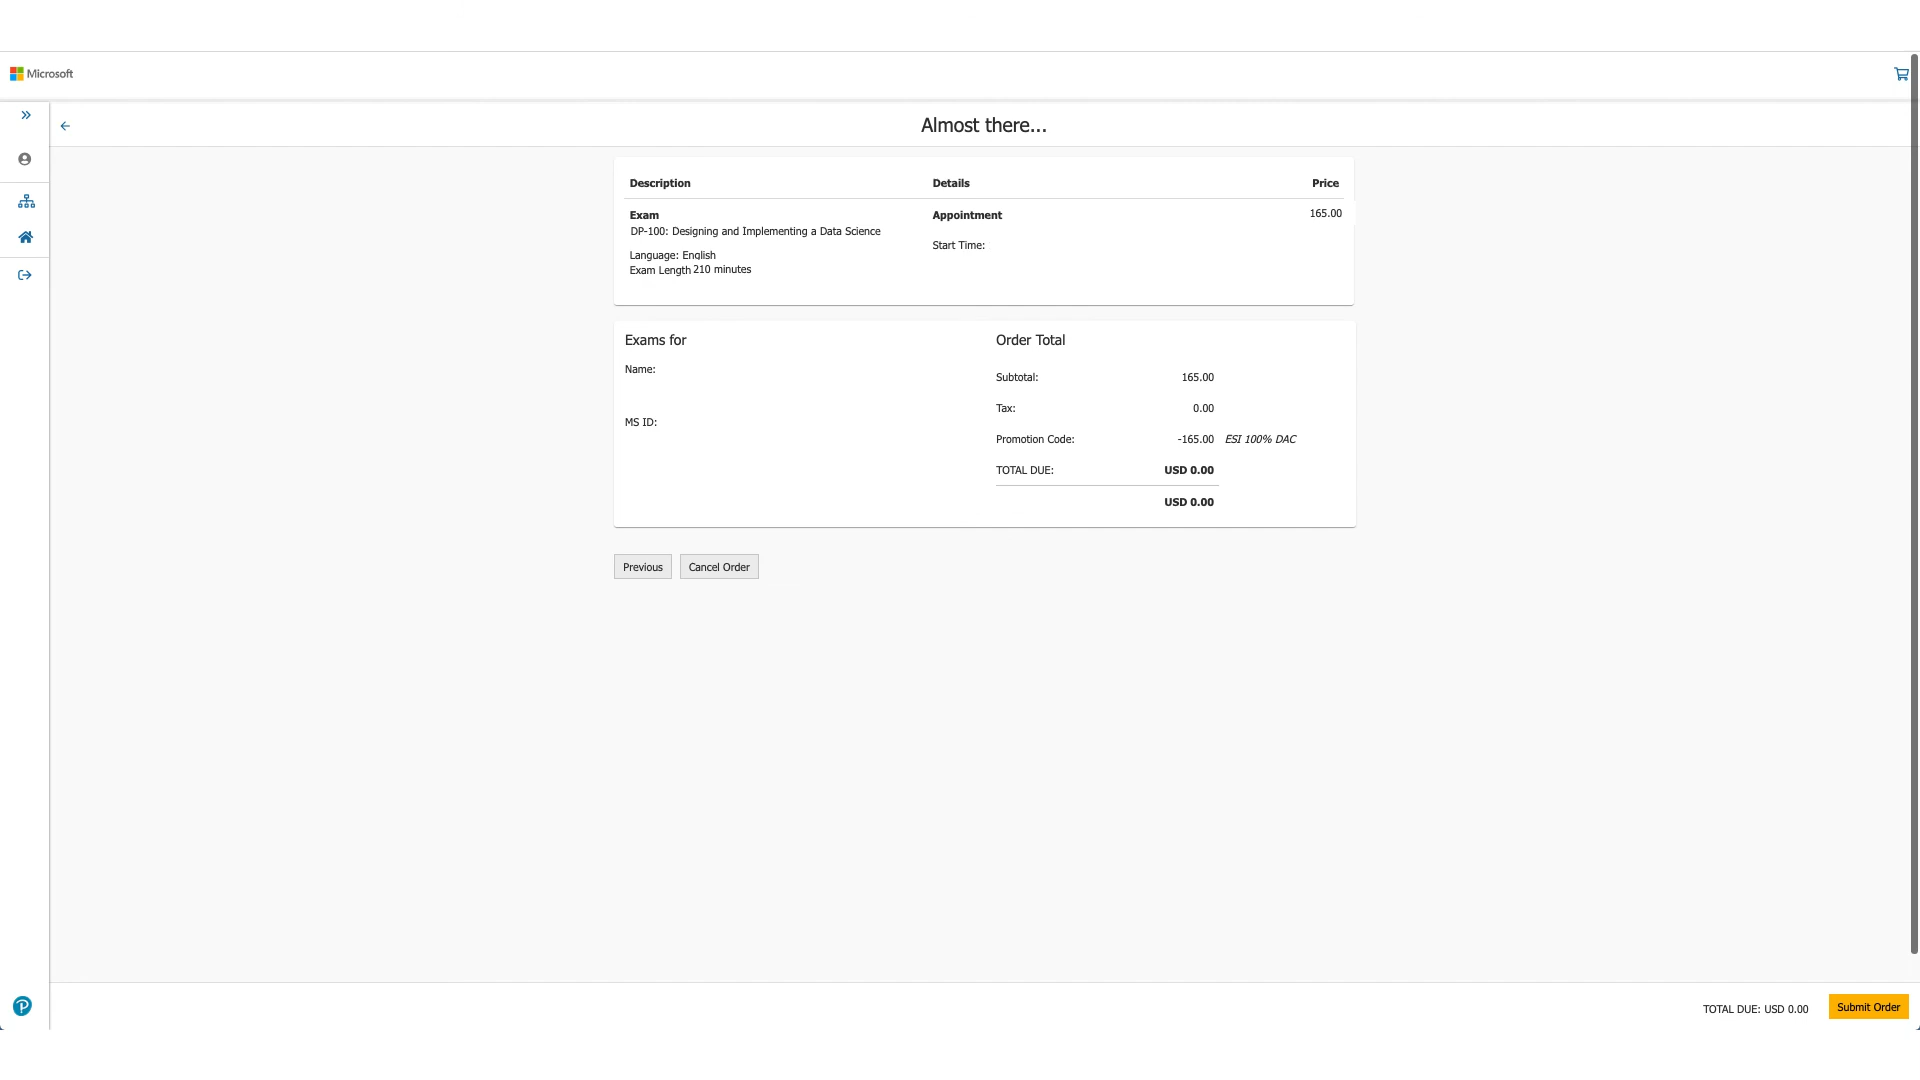 Microsoft
Almost there...
Description Details Price
Exam Appointment 165.00
DP-100: Designing and Implementing a Data Science
Start Time:
Language: English
Exam Length 210 minutes
Exams for Order Total
Name:
Subtotal: 165.00
Tax: 0.00
MS ID:
Promotion Code: -165.00 ESI 100% DAC
TOTAL DUE: USD 0.00
USD 0.00
Previous Cancel Order
TOTAL DUE: USD 0.00 Submit Order